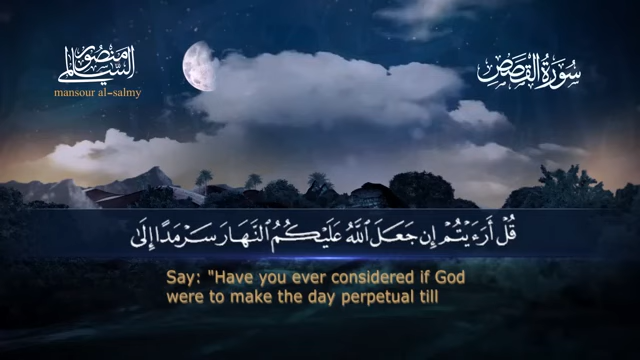 منصور السالمي
mansour al-salmy
سورة القصص
قُلْ أَرَءَيْتُمْ إِن جَعَلَ ٱللَّهُ عَلَيْكُمُ ٱلنَّهَارَ سَرْمَدًا إِلَىٰ
Say: "Have you ever considered if God
were to make the day perpetual till